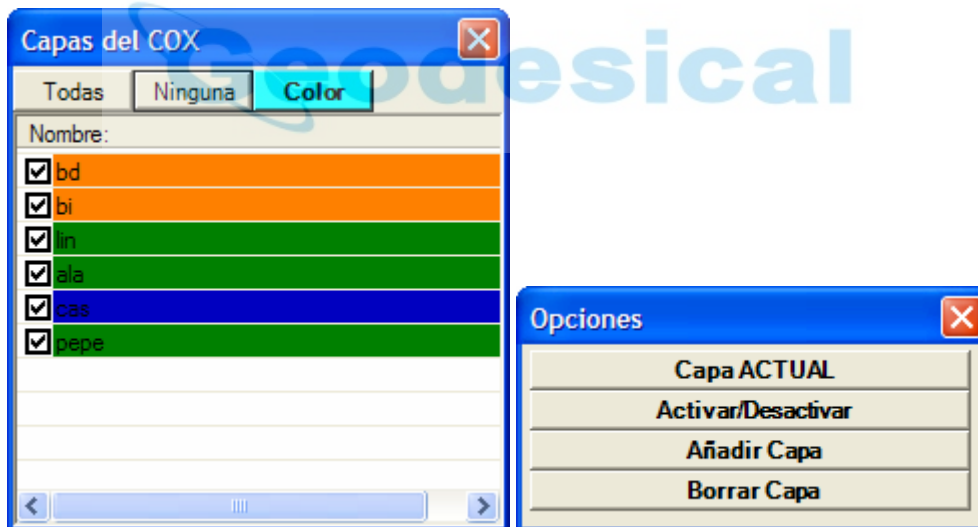 Geodesical
Capas del COX
Todas Ninguna Color
Nombre:
bd
bi
lin
ala
cas
pepe
Opciones
Capa ACTUAL
Activar/Desactivar
Añadir Capa
Borrar Capa